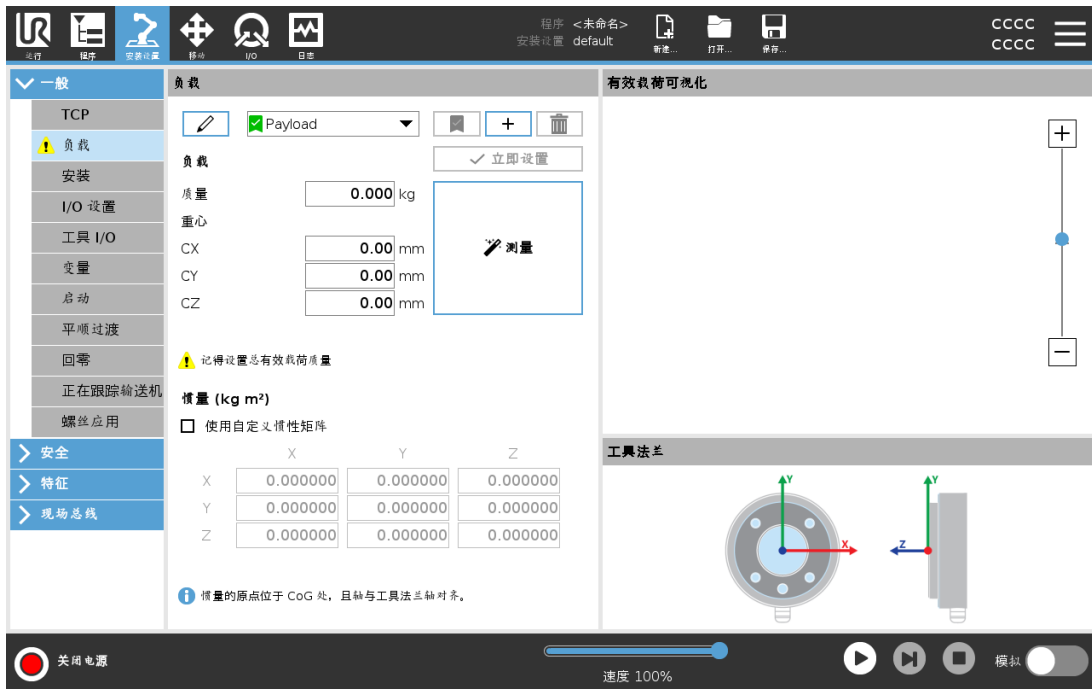 运行
程序
安装设置
移动
I/O
日志
程序 <未命名>
安装设置 default
新建...
打开...
保存...
CCCC
CCCC
一般
TCP
负载
安装
I/O 设置
工具 I/O
变量
启动
平顺过渡
回零
正在跟踪输送机
螺丝应用
安全
特征
现场总线
负载
Payload
负载
立即设置
质量 0.000 kg
重心
CX 0.00 mm
CY 0.00 mm
CZ 0.00 mm
测量
记得设置总有效载荷质量
惯量 (kg m²)
使用自定义惯性矩阵
X Y Z
X 0.000000 0.000000 0.000000
Y 0.000000 0.000000 0.000000
Z 0.000000 0.000000 0.000000
惯量的原点位于 CoG 处，且轴与工具法兰轴对齐。
有效载荷可视化
工具法兰
Y
X
Y
Z
关闭电源
速度 100%
模拟